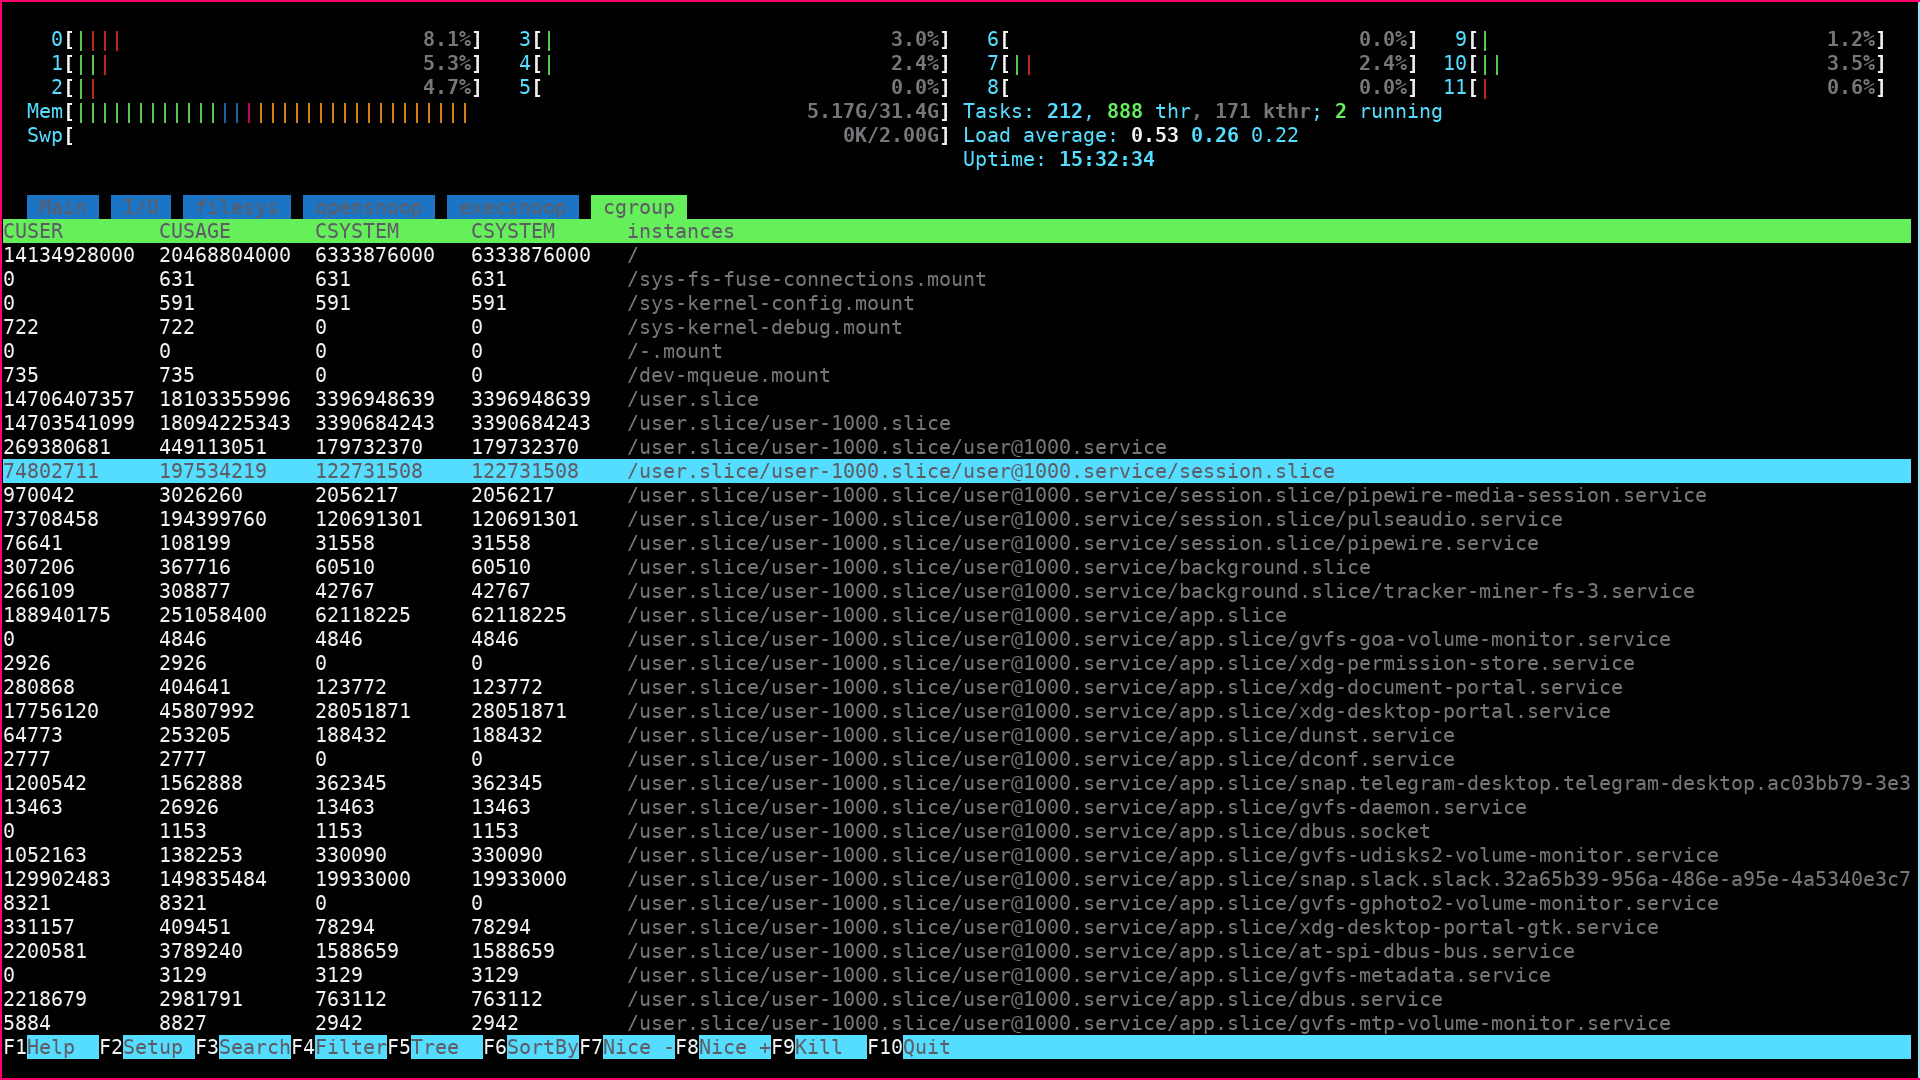 0[||||                         8.1%]   3[|                            3.0%]   6[                             0.0%]   9[|                            1.2%]
1[|||                          5.3%]   4[|                            2.4%]   7[||                           2.4%]  10[||                           3.5%]
2[||                           4.7%]   5[                             0.0%]   8[                             0.0%]  11[|                            0.6%]
Mem[|||||||||||||||||||||||||||||||||                            5.17G/31.4G] Tasks: 212, 888 thr, 171 kthr; 2 running
Swp[                                                                0K/2.00G] Load average: 0.53 0.26 0.22
Uptime: 15:32:34
Main I/O filesys opensnoop execsnoop cgroup
CUSER        CUSAGE       CSYSTEM      CSYSTEM      instances
14134928000  20468804000  6333876000   6333876000   /
0            631          631          631          /sys-fs-fuse-connections.mount
0            591          591          591          /sys-kernel-config.mount
722          722          0            0            /sys-kernel-debug.mount
0            0            0            0            /-.mount
735          735          0            0            /dev-mqueue.mount
14706407357  18103355996  3396948639   3396948639   /user.slice
14703541099  18094225343  3390684243   3390684243   /user.slice/user-1000.slice
269380681    449113051    179732370    179732370    /user.slice/user-1000.slice/user@1000.service
74802711     197534219    122731508    122731508    /user.slice/user-1000.slice/user@1000.service/session.slice
970042       3026260      2056217      2056217      /user.slice/user-1000.slice/user@1000.service/session.slice/pipewire-media-session.service
73708458     194399760    120691301    120691301    /user.slice/user-1000.slice/user@1000.service/session.slice/pulseaudio.service
76641        108199       31558        31558        /user.slice/user-1000.slice/user@1000.service/session.slice/pipewire.service
307206       367716       60510        60510        /user.slice/user-1000.slice/user@1000.service/background.slice
266109       308877       42767        42767        /user.slice/user-1000.slice/user@1000.service/background.slice/tracker-miner-fs-3.service
188940175    251058400    62118225     62118225     /user.slice/user-1000.slice/user@1000.service/app.slice
0            4846         4846         4846         /user.slice/user-1000.slice/user@1000.service/app.slice/gvfs-goa-volume-monitor.service
2926         2926         0            0            /user.slice/user-1000.slice/user@1000.service/app.slice/xdg-permission-store.service
280868       404641       123772       123772       /user.slice/user-1000.slice/user@1000.service/app.slice/xdg-document-portal.service
17756120     45807992     28051871     28051871     /user.slice/user-1000.slice/user@1000.service/app.slice/xdg-desktop-portal.service
64773        253205       188432       188432       /user.slice/user-1000.slice/user@1000.service/app.slice/dunst.service
2777         2777         0            0            /user.slice/user-1000.slice/user@1000.service/app.slice/dconf.service
1200542      1562888      362345       362345       /user.slice/user-1000.slice/user@1000.service/app.slice/snap.telegram-desktop.telegram-desktop.ac03bb79-3e3
13463        26926        13463        13463        /user.slice/user-1000.slice/user@1000.service/app.slice/gvfs-daemon.service
0            1153         1153         1153         /user.slice/user-1000.slice/user@1000.service/app.slice/dbus.socket
1052163      1382253      330090       330090       /user.slice/user-1000.slice/user@1000.service/app.slice/gvfs-udisks2-volume-monitor.service
129902483    149835484    19933000     19933000     /user.slice/user-1000.slice/user@1000.service/app.slice/snap.slack.slack.32a65b39-956a-486e-a95e-4a5340e3c7
8321         8321         0            0            /user.slice/user-1000.slice/user@1000.service/app.slice/gvfs-gphoto2-volume-monitor.service
331157       409451       78294        78294        /user.slice/user-1000.slice/user@1000.service/app.slice/xdg-desktop-portal-gtk.service
2200581      3789240      1588659      1588659      /user.slice/user-1000.slice/user@1000.service/app.slice/at-spi-dbus-bus.service
0            3129         3129         3129         /user.slice/user-1000.slice/user@1000.service/app.slice/gvfs-metadata.service
2218679      2981791      763112       763112       /user.slice/user-1000.slice/user@1000.service/app.slice/dbus.service
5884         8827         2942         2942         /user.slice/user-1000.slice/user@1000.service/app.slice/gvfs-mtp-volume-monitor.service
F1Help  F2Setup F3SearchF4FilterF5Tree  F6SortByF7Nice -F8Nice +F9Kill  F10Quit